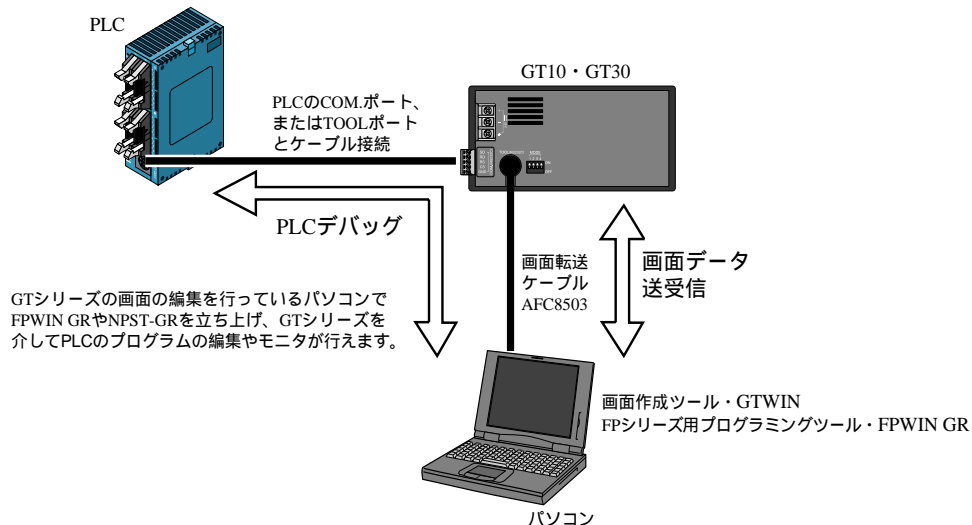 PLC
GT10・GT30
PLCのCOM.ポート、
またはTOOLポート
とケーブル接続
PLCデバッグ
画面転送
ケーブル
AFC8503
画面データ
送受信
GTシリーズの画面の編集を行っているパソコンで
FPWIN GRやNPST-GRを立ち上げ、GTシリーズを
介してPLCのプログラムの編集やモニタが行えます。
画面作成ツール・GTWIN
FPシリーズ用プログラミングツール・FPWIN GR
パソコン